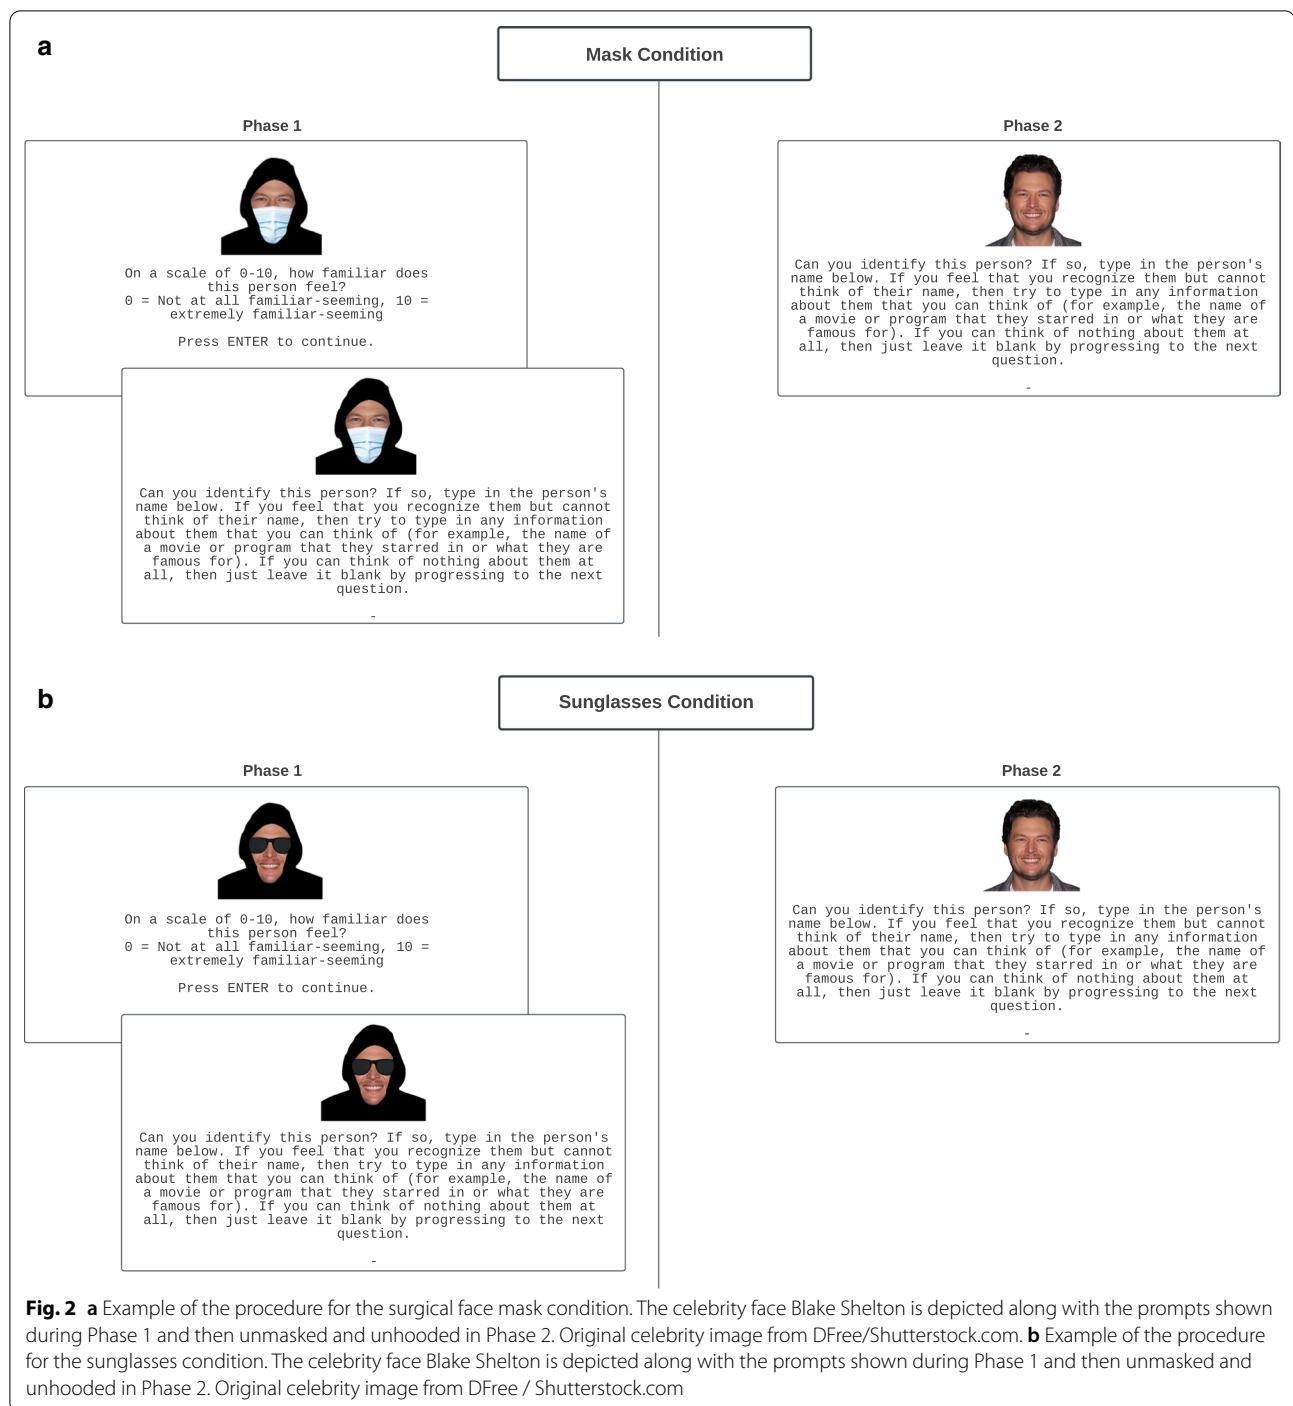 a
Mask Condition
Phase 1
On a scale of 0-10, how familiar does
this person feel?
0 = Not at all familiar-seeming, 10 =
extremely familiar-seeming
Press ENTER to continue.
Can you identify this person? If so, type in the person's
name below. If you feel that you recognize them but cannot
think of their name, then try to type in any information
about them that you can think of (for example, the name of
a movie or program that they starred in or what they are
famous for). If you can think of nothing about them at
all, then just leave it blank by progressing to the next
question.
-
Phase 2
Can you identify this person? If so, type in the person's
name below. If you feel that you recognize them but cannot
think of their name, then try to type in any information
about them that you can think of (for example, the name of
a movie or program that they starred in or what they are
famous for). If you can think of nothing about them at
all, then just leave it blank by progressing to the next
question.
-
b
Sunglasses Condition
Phase 1
On a scale of 0-10, how familiar does
this person feel?
0 = Not at all familiar-seeming, 10 =
extremely familiar-seeming
Press ENTER to continue.
Can you identify this person? If so, type in the person's
name below. If you feel that you recognize them but cannot
think of their name, then try to type in any information
about them that you can think of (for example, the name of
a movie or program that they starred in or what they are
famous for). If you can think of nothing about them at
all, then just leave it blank by progressing to the next
question.
-
Phase 2
Can you identify this person? If so, type in the person's
name below. If you feel that you recognize them but cannot
think of their name, then try to type in any information
about them that you can think of (for example, the name of
a movie or program that they starred in or what they are
famous for). If you can think of nothing about them at
all, then just leave it blank by progressing to the next
question.
-
Fig. 2 a Example of the procedure for the surgical face mask condition. The celebrity face Blake Shelton is depicted along with the prompts shown
during Phase 1 and then unmasked and unhooded in Phase 2. Original celebrity image from DFree/Shutterstock.com. b Example of the procedure
for the sunglasses condition. The celebrity face Blake Shelton is depicted along with the prompts shown during Phase 1 and then unmasked and
unhooded in Phase 2. Original celebrity image from DFree / Shutterstock.com